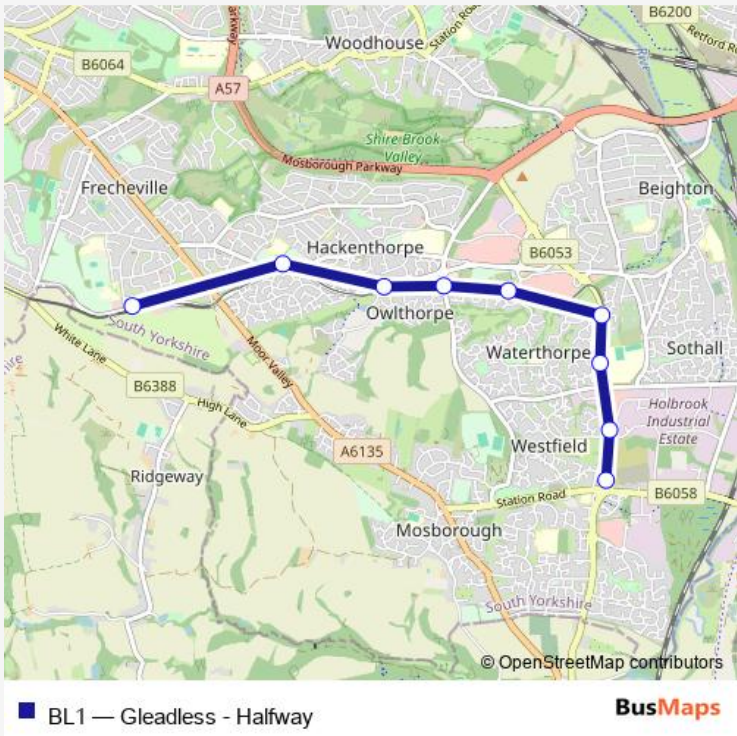 B6200
Parkway
Woodhouse
Station Road
Retford R
B6064
River
A57
Shire Brook
Valley
Mosborough Parkway
Frecheville
Beighton
Hackenthorpe
B6053
Owlthorpe
South Yorkshire
White Lane
Moor Valley
Waterthorpe
Sothall
B6388
High Lane
Holbrook
Industrial
Estate
A6135
Westfield
Ridgeway
Station Road
B6058
Mosborough
South Yorkshire
© OpenStreetMap contributors
BL1 — Gleadless - Halfway
BusMaps